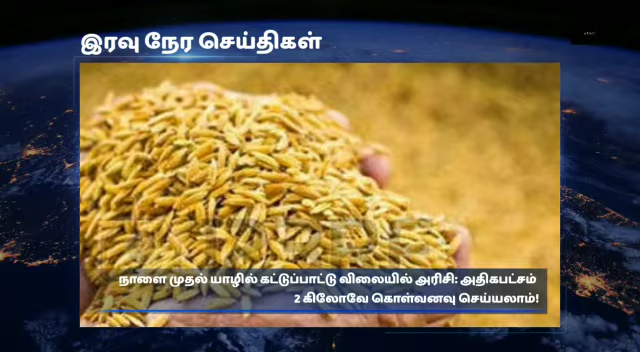 இரவு நேர செய்திகள்
நாளை முதல் யாழில் கட்டுப்பாட்டு விலையில் அரிசி: அதிகபட்சம்
2 கிலோவே கொள்வனவு செய்யலாம்!